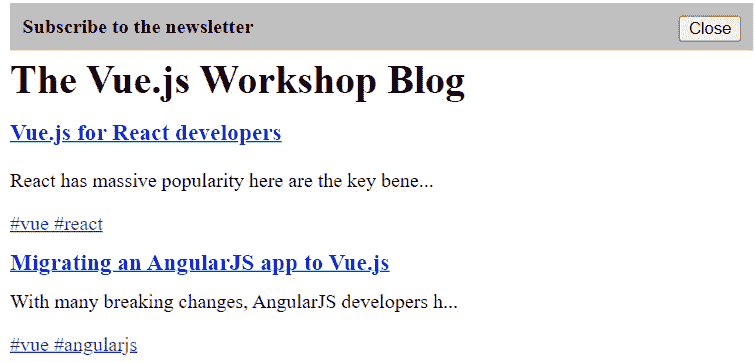 Subscribe to the newsletter Close
The Vue.js Workshop Blog
Vue.js for React developers
React has massive popularity here are the key bene...
#vue #react
Migrating an AngularJS app to Vue.js
With many breaking changes, AngularJS developers h...
#vue #angularjs